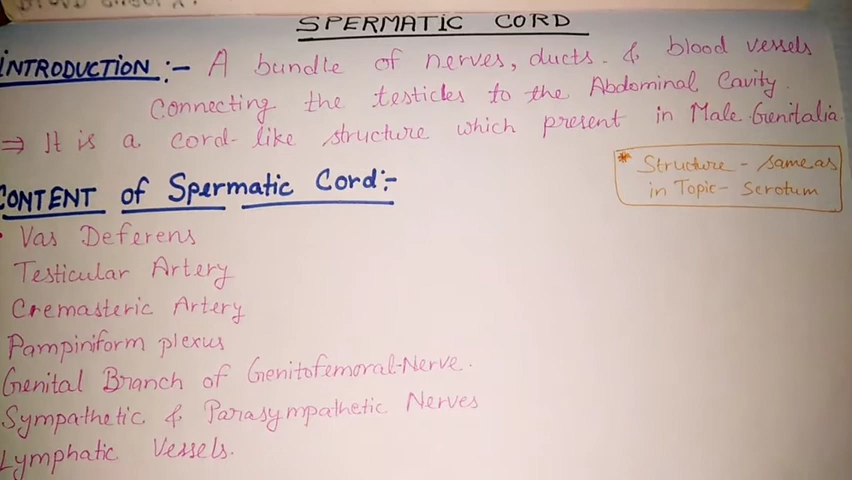 SPERMATIC CORD
INTRODUCTION :- A bundle of nerves, ducts. & blood vessels
Connecting the testicles to the Abdominal Cavity.
⇒ It is a cord-like structure which present in Male Genitalia.
* Structure - same as
in Topic - Scrotum
CONTENT of Spermatic Cord:-
• Vas Deferens
Testicular Artery
Cremasteric Artery
Pampiniform plexus
Genital Branch of Genitofemoral-Nerve.
Sympathetic & Parasympathetic Nerves
Lymphatic Vessels.